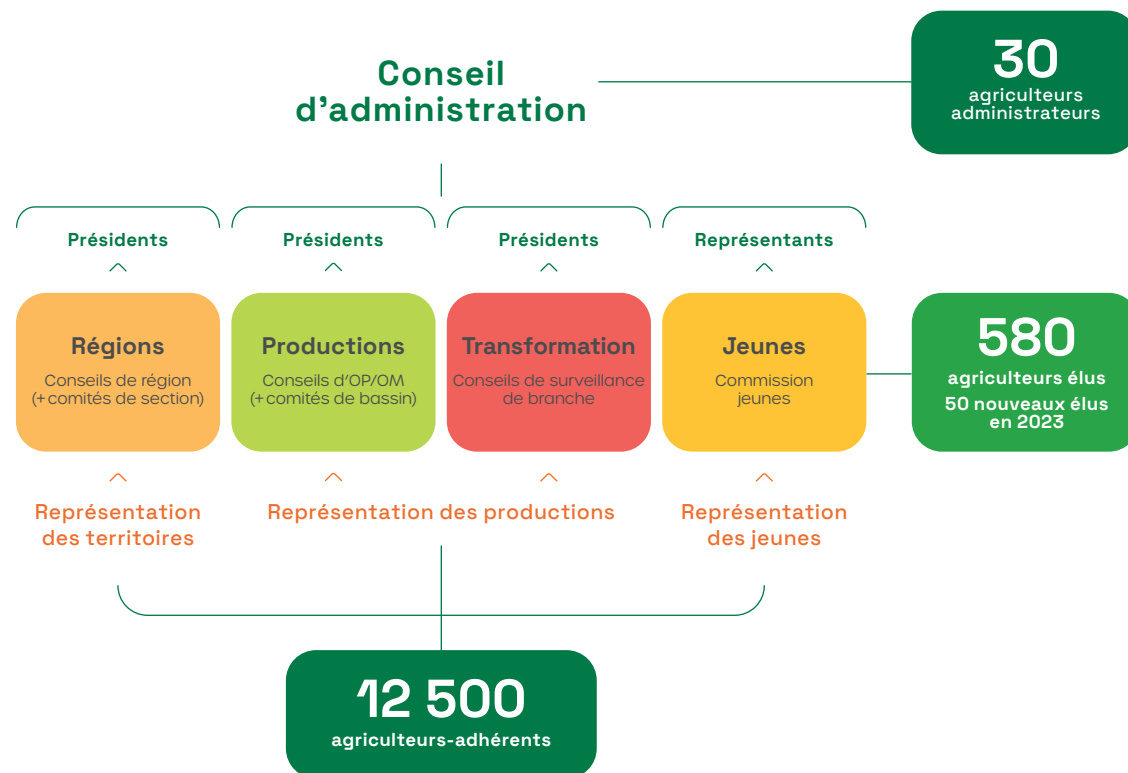 Conseil
d'administration
30
agriculteurs
administrateurs
Présidents
Présidents
Présidents
Représentants
Régions
Conseils de région
(+ comités de section)
Productions
Conseils d'OP/OM
(+ comités de bassin)
Transformation
Conseils de surveillance
de branche
Jeunes
Commission
jeunes
580
agriculteurs élus
50 nouveaux élus
en 2023
Représentation
des territoires
Représentation des productions
Représentation
des jeunes
12 500
agriculteurs-adhérents